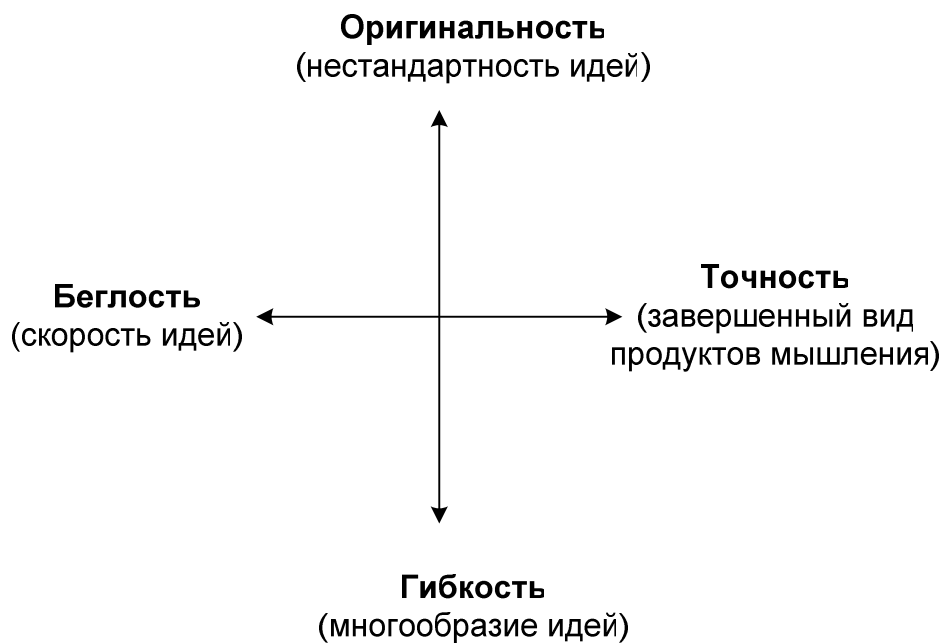 Оригинальность
(нестандартность идей)
Беглость
(скорость идей)
Точность
(завершенный вид
продуктов мышления)
Гибкость
(многообразие идей)